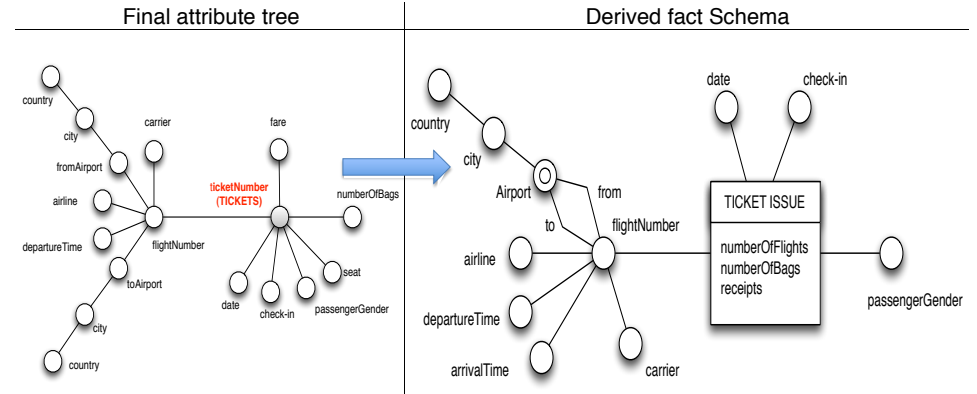 Final attribute tree
Derived fact Schema
country
city
fromAirport
carrier
fare
airline
ticketNumber
(TICKETS)
numberOfBags
departureTime
flightNumber
toAirport
seat
date
check-in
passengerGender
city
country
date
check-in
country
city
Airport
from
to
flightNumber
TICKET ISSUE
numberOfFlights
numberOfBags
receipts
airline
passengerGender
departureTime
arrivalTime
carrier